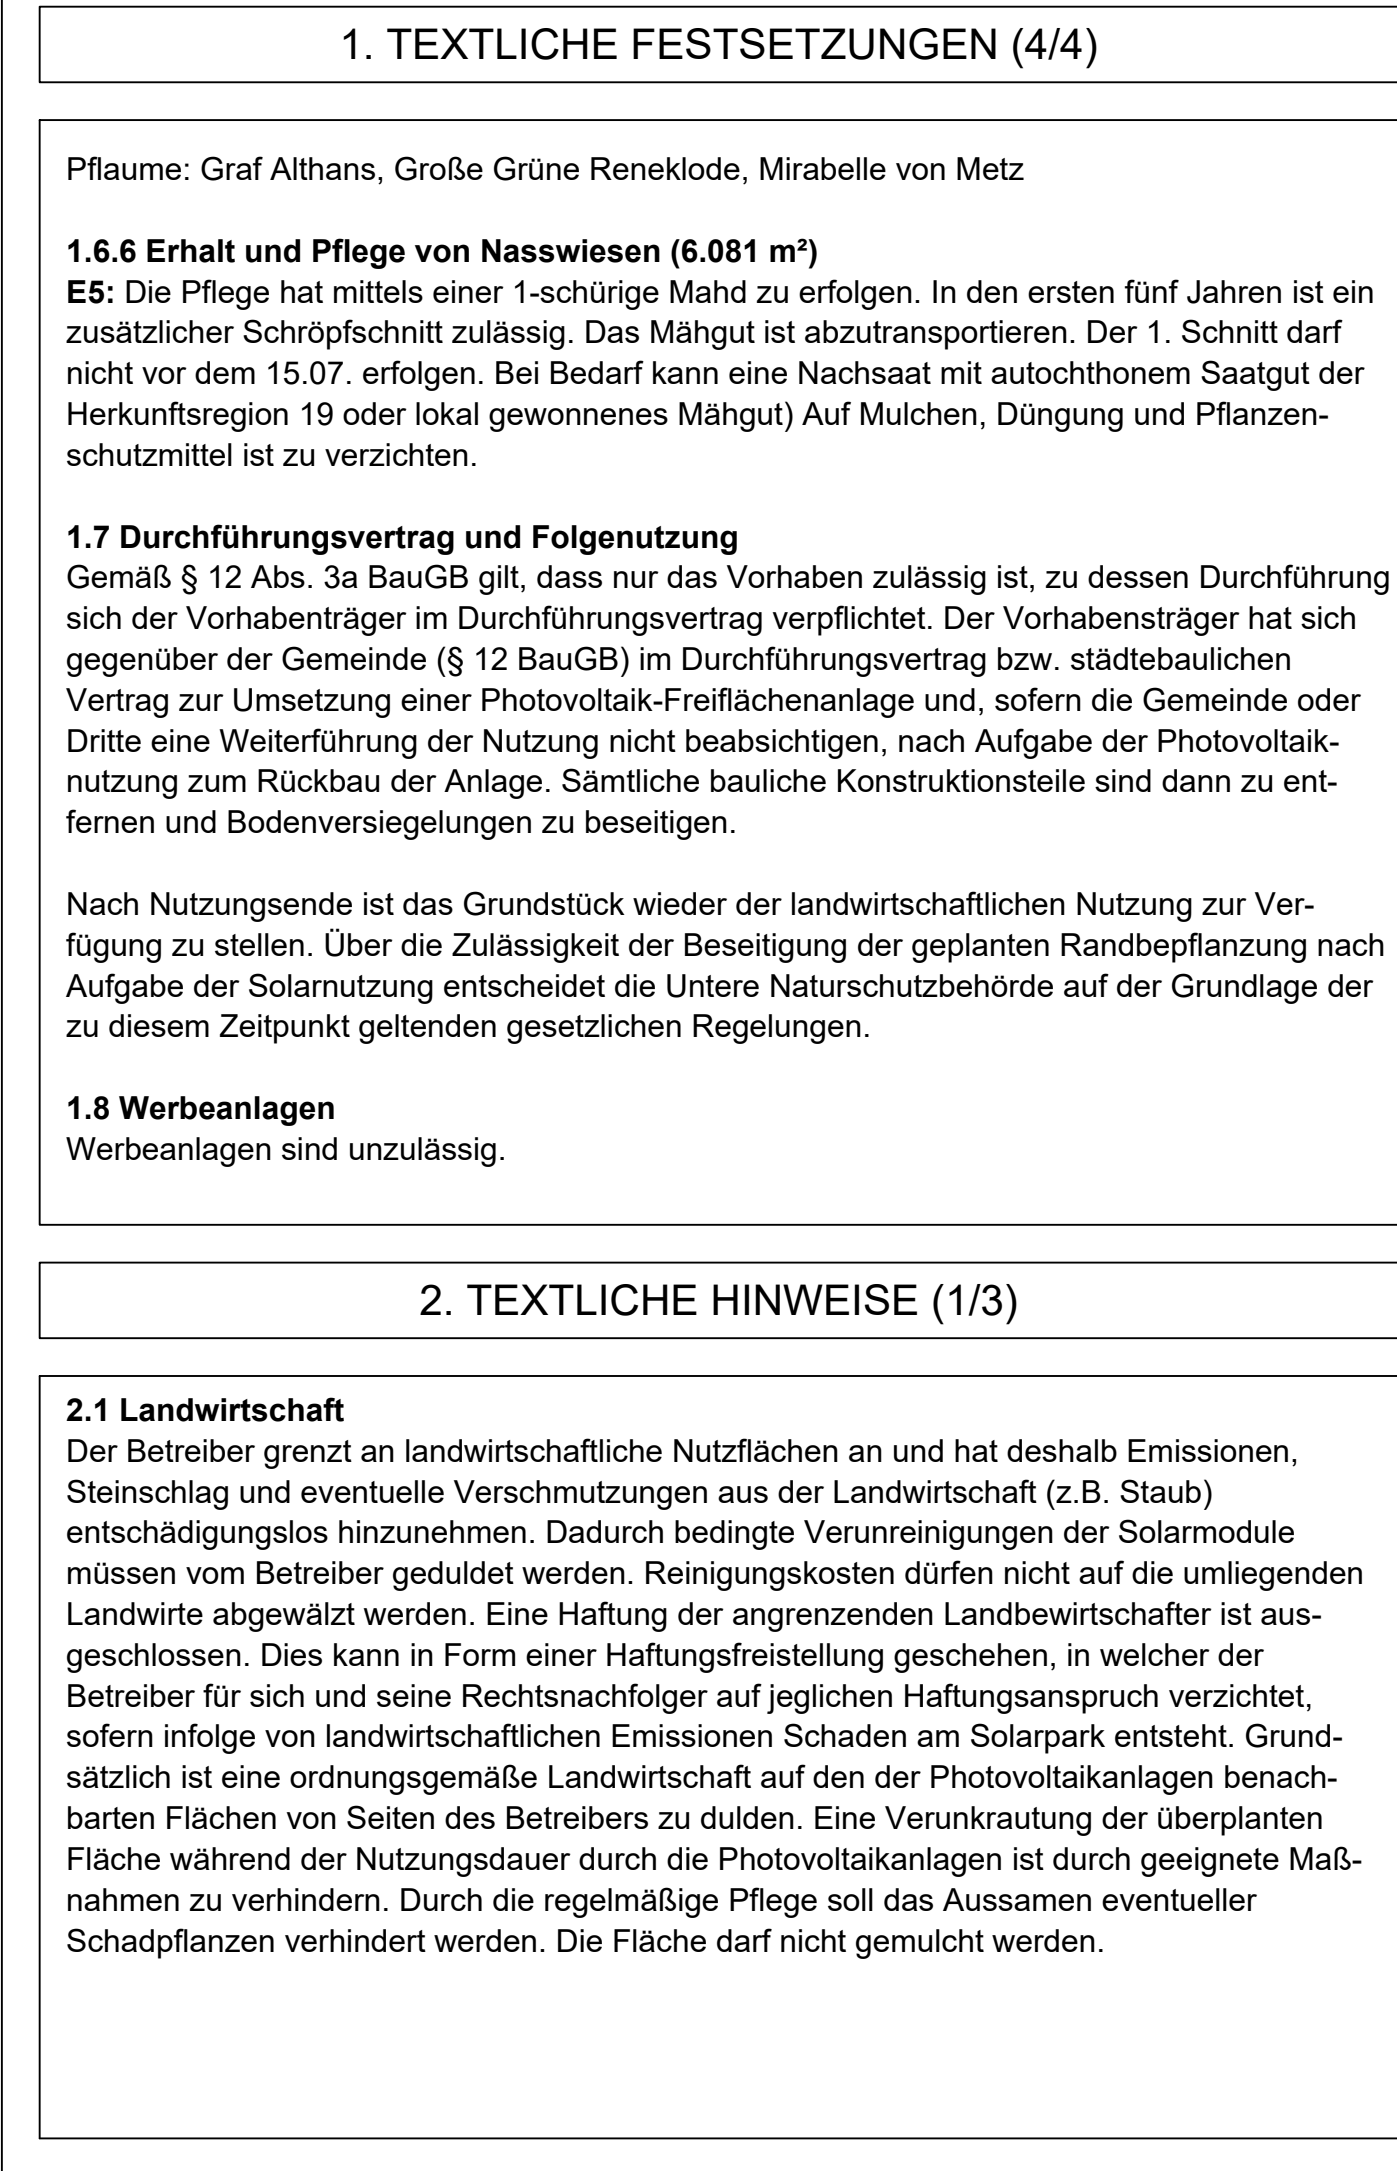 1. TEXTLICHE FESTSETZUNGEN (4/4)
Pflaume: Graf Althans, Große Grüne Reneklode, Mirabelle von Metz
1.6.6 Erhalt und Pflege von Nasswiesen (6.081 m²)
E5: Die Pflege hat mittels einer 1-schürige Mahd zu erfolgen. In den ersten fünf Jahren ist ein
zusätzlicher Schröpfschnitt zulässig. Das Mähgut ist abzutransportieren. Der 1. Schnitt darf
nicht vor dem 15.07. erfolgen. Bei Bedarf kann eine Nachsaat mit autochthonem Saatgut der
Herkunftsregion 19 oder lokal gewonnenes Mähgut) Auf Mulchen, Düngung und Pflanzen-
schutzmittel ist zu verzichten.
1.7 Durchführungsvertrag und Folgenutzung
Gemäß § 12 Abs. 3a BauGB gilt, dass nur das Vorhaben zulässig ist, zu dessen Durchführung
sich der Vorhabenträger im Durchführungsvertrag verpflichtet. Der Vorhabensträger hat sich
gegenüber der Gemeinde (§ 12 BauGB) im Durchführungsvertrag bzw. städtebaulichen
Vertrag zur Umsetzung einer Photovoltaik-Freiflächenanlage und, sofern die Gemeinde oder
Dritte eine Weiterführung der Nutzung nicht beabsichtigen, nach Aufgabe der Photovoltaik-
nutzung zum Rückbau der Anlage. Sämtliche bauliche Konstruktionsteile sind dann zu ent-
fernen und Bodenversiegelungen zu beseitigen.
Nach Nutzungsende ist das Grundstück wieder der landwirtschaftlichen Nutzung zur Ver-
fügung zu stellen. Über die Zulässigkeit der Beseitigung der geplanten Randbepflanzung nach
Aufgabe der Solarnutzung entscheidet die Untere Naturschutzbehörde auf der Grundlage der
zu diesem Zeitpunkt geltenden gesetzlichen Regelungen.
1.8 Werbeanlagen
Werbeanlagen sind unzulässig.
2. TEXTLICHE HINWEISE (1/3)
2.1 Landwirtschaft
Der Betreiber grenzt an landwirtschaftliche Nutzflächen an und hat deshalb Emissionen,
Steinschlag und eventuelle Verschmutzungen aus der Landwirtschaft (z.B. Staub)
entschädigungslos hinzunehmen. Dadurch bedingte Verunreinigungen der Solarmodule
müssen vom Betreiber geduldet werden. Reinigungskosten dürfen nicht auf die umliegenden
Landwirte abgewälzt werden. Eine Haftung der angrenzenden Landbewirtschafter ist aus-
geschlossen. Dies kann in Form einer Haftungsfreistellung geschehen, in welcher der
Betreiber für sich und seine Rechtsnachfolger auf jeglichen Haftungsanspruch verzichtet,
sofern infolge von landwirtschaftlichen Emissionen Schaden am Solarpark entsteht. Grund-
sätzlich ist eine ordnungsgemäße Landwirtschaft auf den der Photovoltaikanlagen benach-
barten Flächen von Seiten des Betreibers zu dulden. Eine Verunkrautung der überplanten
Fläche während der Nutzungsdauer durch die Photovoltaikanlagen ist durch geeignete Maß-
nahmen zu verhindern. Durch die regelmäßige Pflege soll das Aussamen eventueller
Schadpflanzen verhindert werden. Die Fläche darf nicht gemulcht werden.